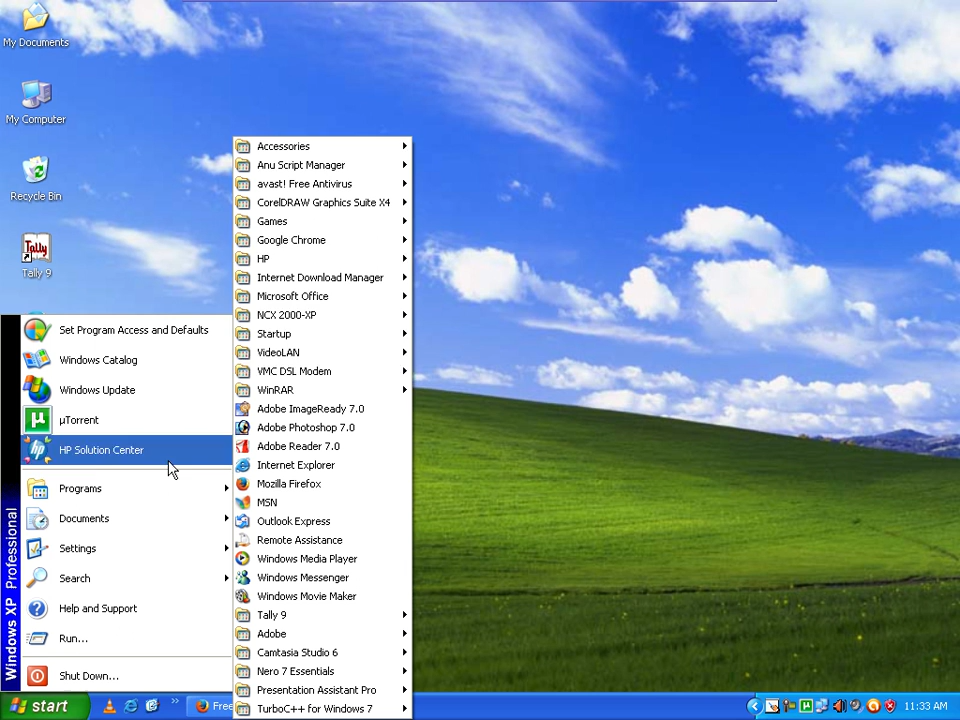 My Documents
My Computer
Recycle Bin
Tally
Tally 9
Set Program Access and Defaults
Windows Catalog
Windows Update
µTorrent
HP Solution Center
Programs
Documents
Settings
Search
Help and Support
Run...
Shut Down...
Windows XP Professional
Accessories
Anu Script Manager
avast! Free Antivirus
CorelDRAW Graphics Suite X4
Games
Google Chrome
HP
Internet Download Manager
Microsoft Office
NCX 2000-XP
Startup
VideoLAN
VMC DSL Modem
WinRAR
Adobe ImageReady 7.0
Adobe Photoshop 7.0
Adobe Reader 7.0
Internet Explorer
Mozilla Firefox
MSN
Outlook Express
Remote Assistance
Windows Media Player
Windows Messenger
Windows Movie Maker
Tally 9
Adobe
Camtasia Studio 6
Nero 7 Essentials
Presentation Assistant Pro
TurboC++ for Windows 7
start
Free
11:33 AM